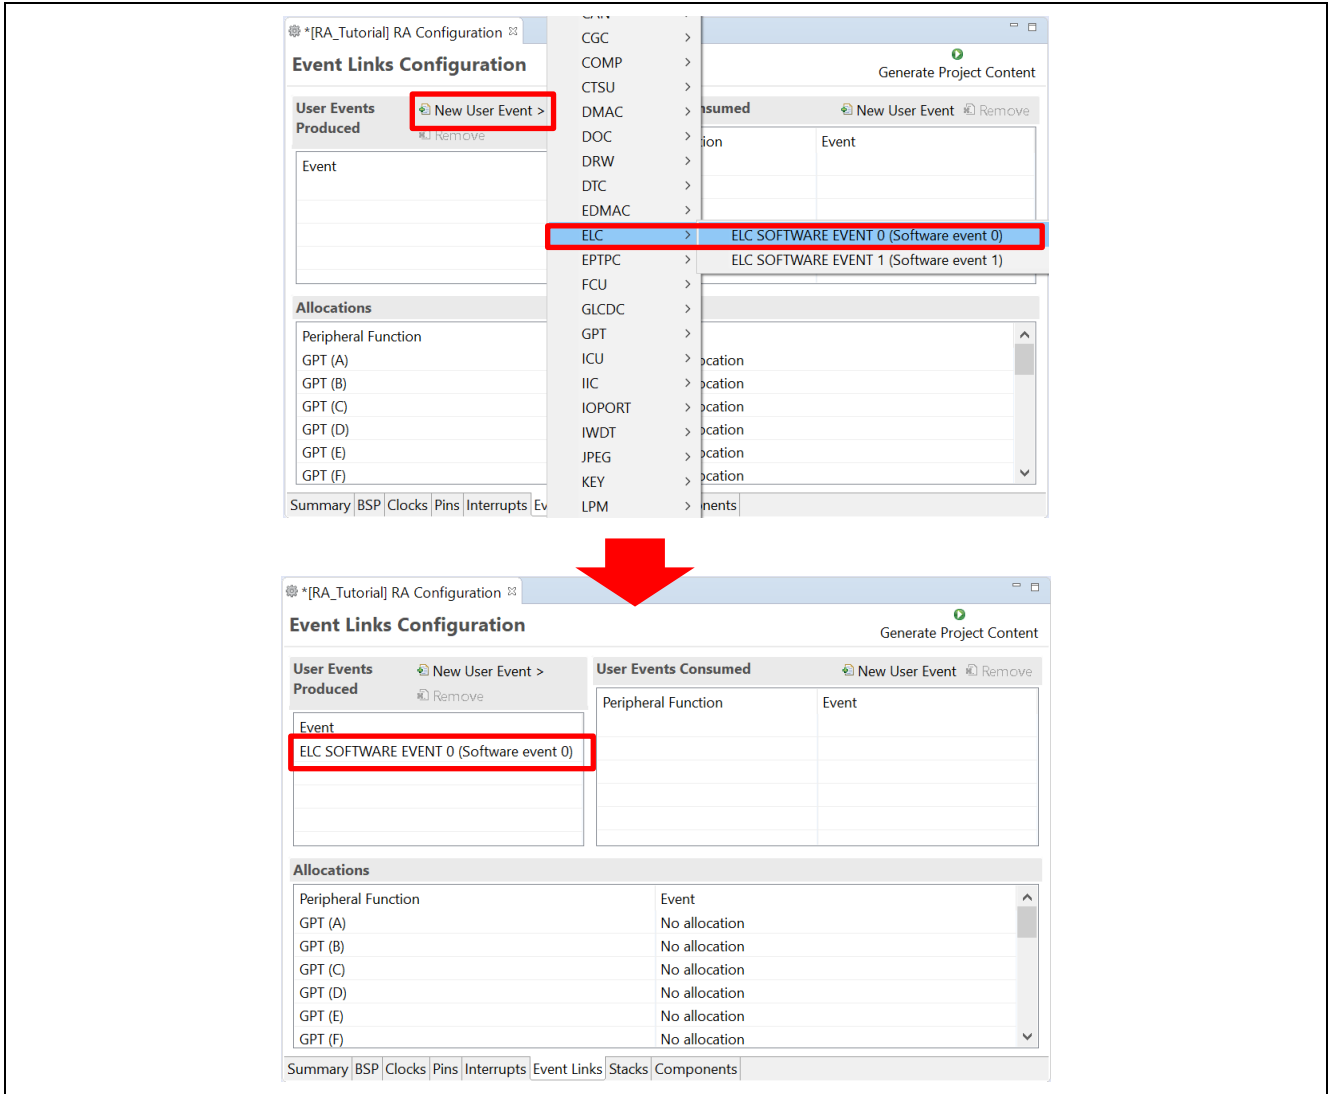 *[RA_Tutorial] RA Configuration
Event Links Configuration
Generate Project Content
User Events Produced
New User Event >
Remove
New User Event
Remove
Event
Event
CGC
COMP
CTSU
DMAC
DOC
DRW
DTC
EDMAC
ELC
EPTPC
FCU
GLCDC
GPT
ICU
IIC
IOPORT
IWDT
JPEG
KEY
LPM
ELC SOFTWARE EVENT 0 (Software event 0)
ELC SOFTWARE EVENT 1 (Software event 1)
Allocations
Peripheral Function
GPT (A)
GPT (B)
GPT (C)
GPT (D)
GPT (E)
GPT (F)
Summary BSP Clocks Pins Interrupts
*[RA_Tutorial] RA Configuration
Event Links Configuration
Generate Project Content
User Events Produced
New User Event >
Remove
User Events Consumed
New User Event
Remove
Event
ELC SOFTWARE EVENT 0 (Software event 0)
Peripheral Function Event
Allocations
Peripheral Function Event
GPT (A) No allocation
GPT (B) No allocation
GPT (C) No allocation
GPT (D) No allocation
GPT (E) No allocation
GPT (F) No allocation
Summary BSP Clocks Pins Interrupts Event Links Stacks Components